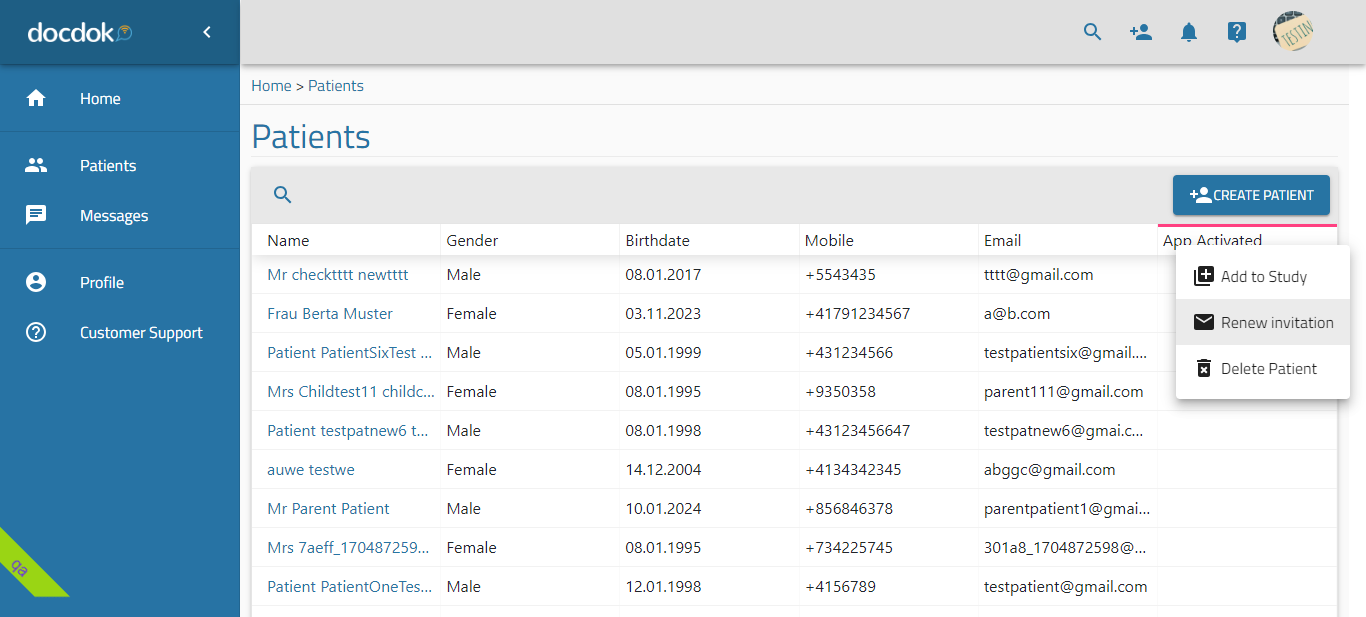 docdok
TESTIN
Home
Patients
Messages
Profile
Customer Support
qa
Home > Patients
Patients
CREATE PATIENT
Name Gender Birthdate Mobile Email App Activated
Mr checktttt newtttt Male 08.01.2017 +5543435 tttt@gmail.com
Frau Berta Muster Female 03.11.2023 +41791234567 a@b.com
Patient PatientSixTest ... Male 05.01.1999 +431234566 testpatientsix@gmail....
Mrs Childtest11 childc... Female 08.01.1995 +9350358 parent111@gmail.com
Patient testpatnew6 t... Male 08.01.1998 +43123456647 testpatnew6@gmai.c...
auwe testwe Female 14.12.2004 +4134342345 abggc@gmail.com
Mr Parent Patient Male 10.01.2024 +856846378 parentpatient1@gmai...
Mrs 7aeff_170487259... Female 08.01.1995 +734225745 301a8_1704872598@...
Patient PatientOneTes... Male 12.01.1998 +4156789 testpatient@gmail.com
Add to Study
Renew invitation
Delete Patient